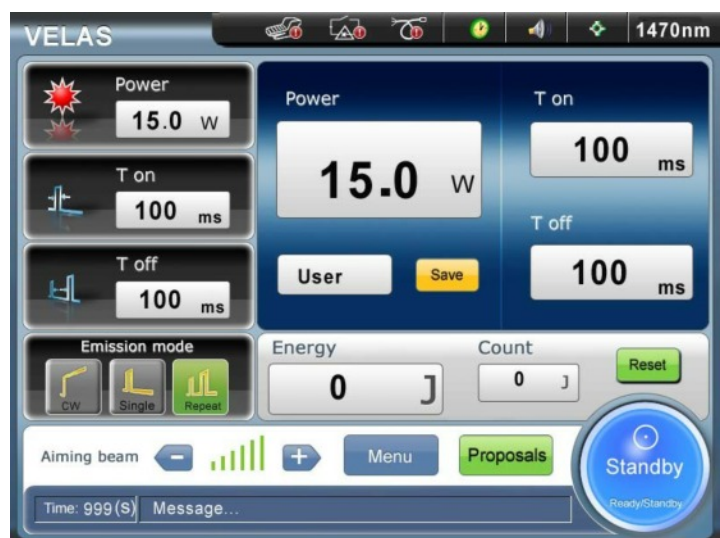 VELAS
1470nm
Power
15.0 W
T on
100 ms
T off
100 ms
Emission mode
CW
Single
Repeat
Power
15.0 W
User
Save
T on
100 ms
T off
100 ms
Energy
0 J
Count
0 J
Reset
Aiming beam
Menu
Proposals
Standby
Ready/Standby
Time: 999(S)
Message...